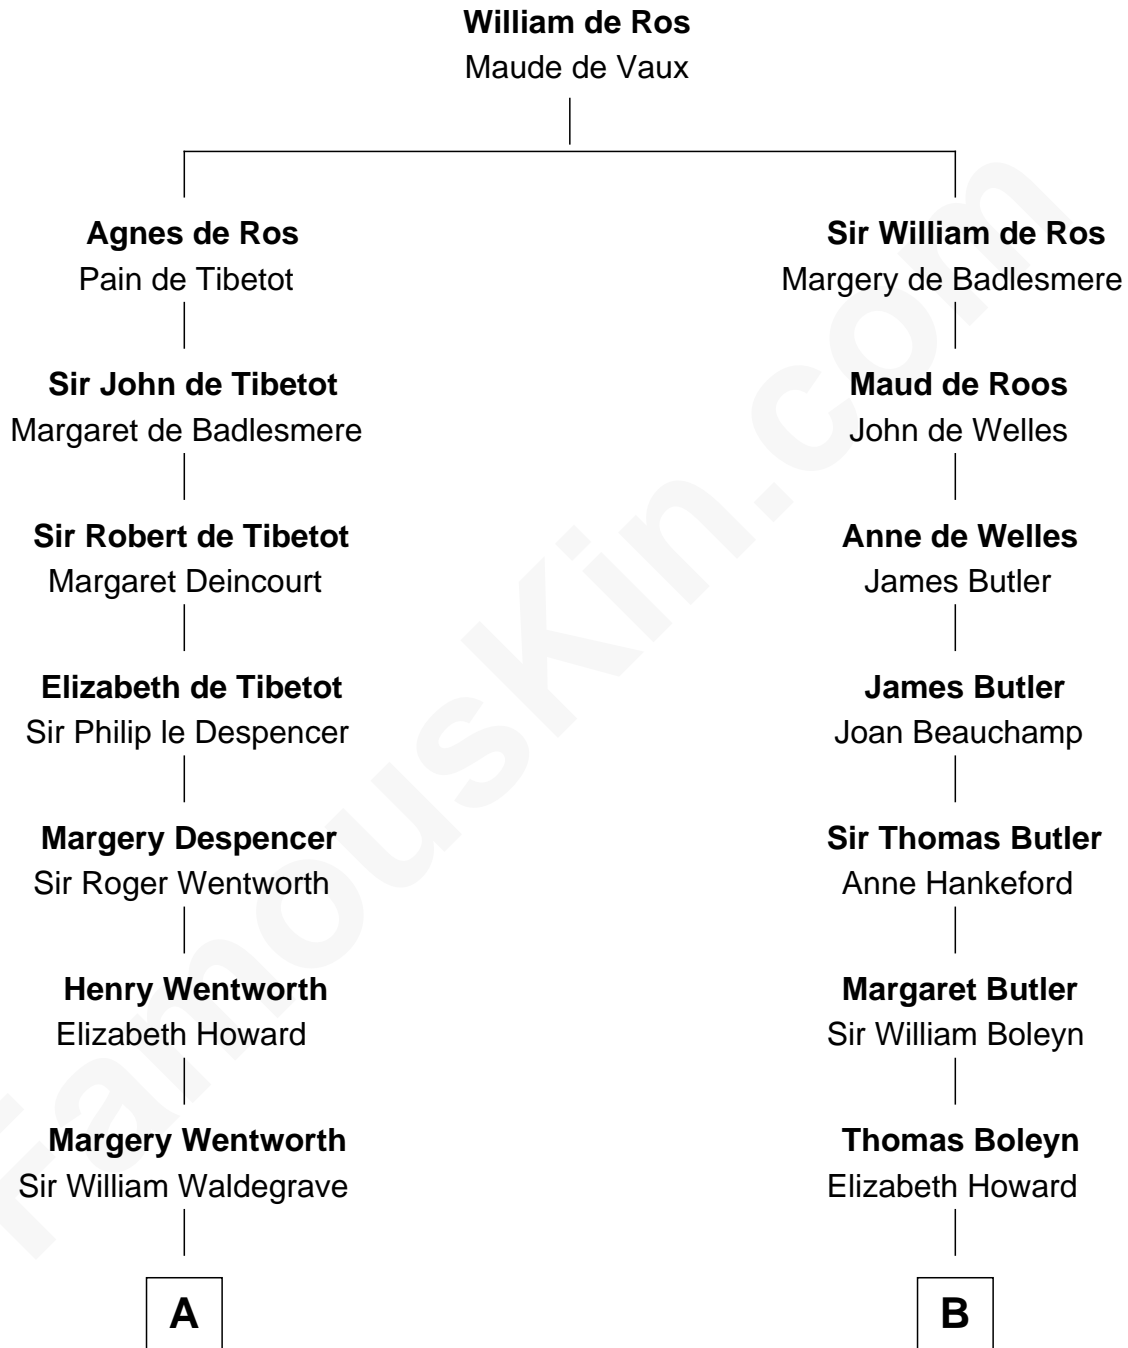 William de Ros
Maude de Vaux
Agnes de Ros
Pain de Tibetot
Sir William de Ros
Margery de Badlesmere
Sir John de Tibetot
Margaret de Badlesmere
Maud de Roos
John de Welles
Sir Robert de Tibetot
Margaret Deincourt
Anne de Welles
James Butler
Elizabeth de Tibetot
Sir Philip le Despencer
James Butler
Joan Beauchamp
Margery Despencer
Sir Roger Wentworth
Sir Thomas Butler
Anne Hankeford
Henry Wentworth
Elizabeth Howard
Margaret Butler
Sir William Boleyn
Margery Wentworth
Sir William Waldegrave
Thomas Boleyn
Elizabeth Howard
A
B
FamousKin.com